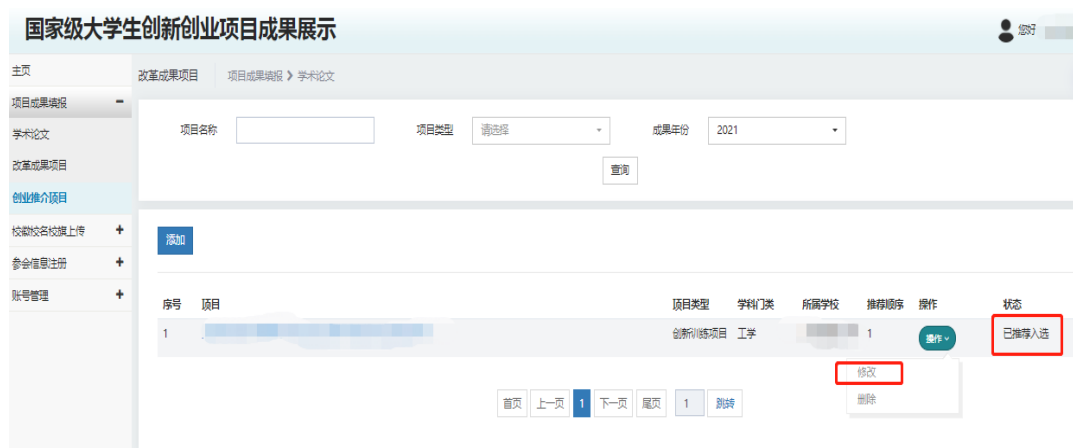 国家级大学生创新创业项目成果展示
您好
主页
项目成果填报 －
学术论文
改革成果项目
创业推介项目
校徽校名校旗上传 +
参会信息注册 +
账号管理 +
改革成果项目 项目成果填报 》 学术论文
项目名称 项目类型 请选择 成果年份 2021
查询
添加
序号 项目 项目类型 学科门类 所属学校 推荐顺序 操作 状态
1 创新训练项目 工学 1 操作 已推荐入选
修改
删除
首页 上一页 1 下一页 尾页 1 跳转